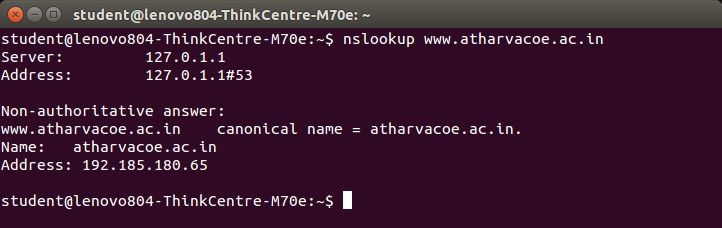 student@lenovo804-ThinkCentre-M70e: ~
student@lenovo804-ThinkCentre-M70e:~$ nslookup www.atharvacoe.ac.in
Server:         127.0.1.1
Address:        127.0.1.1#53
Non-authoritative answer:
www.atharvacoe.ac.in    canonical name = atharvacoe.ac.in.
Name:   atharvacoe.ac.in
Address: 192.185.180.65
student@lenovo804-ThinkCentre-M70e:~$